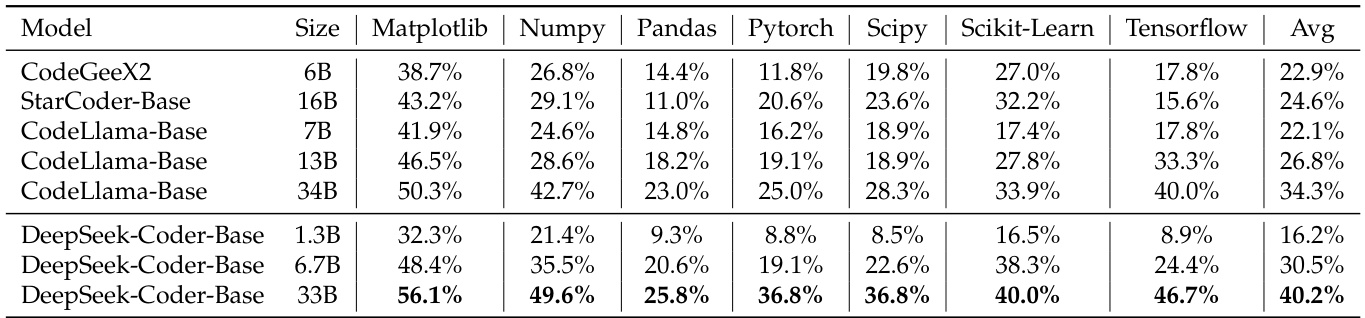 Model Size Matplotlib Numpy Pandas Pytorch Scipy Scikit-Learn Tensorflow Avg
CodeGeeX2 6B 38.7% 26.8% 14.4% 11.8% 19.8% 27.0% 17.8% 22.9%
StarCoder-Base 16B 43.2% 29.1% 11.0% 20.6% 23.6% 32.2% 15.6% 24.6%
CodeLlama-Base 7B 41.9% 24.6% 14.8% 16.2% 18.9% 17.4% 17.8% 22.1%
CodeLlama-Base 13B 46.5% 28.6% 18.2% 19.1% 18.9% 27.8% 33.3% 26.8%
CodeLlama-Base 34B 50.3% 42.7% 23.0% 25.0% 28.3% 33.9% 40.0% 34.3%
DeepSeek-Coder-Base 1.3B 32.3% 21.4% 9.3% 8.8% 8.5% 16.5% 8.9% 16.2%
DeepSeek-Coder-Base 6.7B 48.4% 35.5% 20.6% 19.1% 22.6% 38.3% 24.4% 30.5%
DeepSeek-Coder-Base 33B 56.1% 49.6% 25.8% 36.8% 36.8% 40.0% 46.7% 40.2%